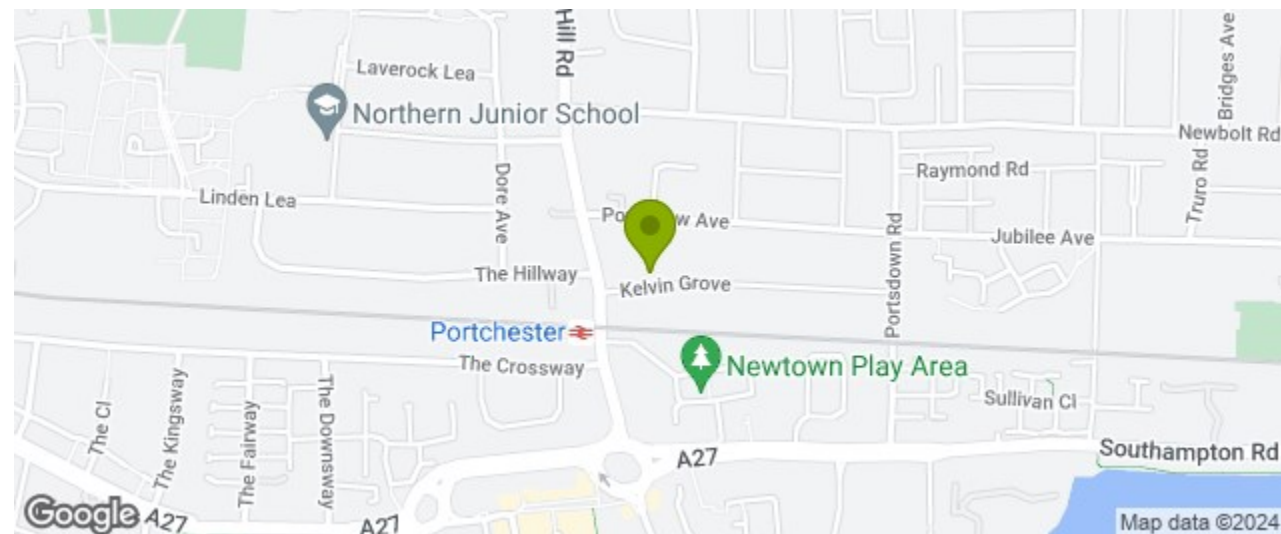 Hill Rd
Bridges Ave
Laverock Lea
Northern Junior School
Newbolt Rd
Dore Ave
Raymond Rd
Truro Rd
Linden Lea
Po w Ave
Jubilee Ave
The Hillway
Kelvin Grove
Portsdown Rd
Portchester
The Crossway
Newtown Play Area
The Cl
The Kingsway
The Fairway
The Downsway
Sullivan Cl
Southampton Rd
A27
Google
A27
A27
Map data ©2024